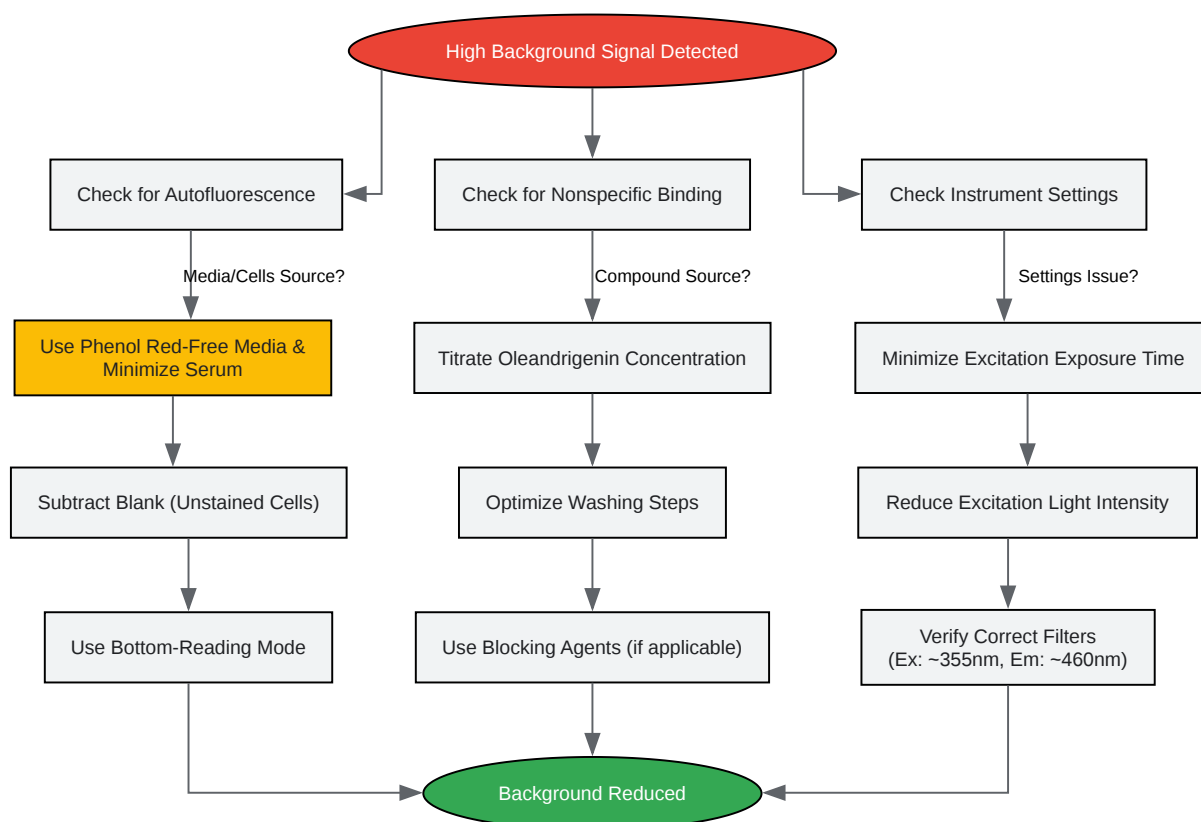 High Background Signal Detected
Check for Autofluorescence
Check for Nonspecific Binding
Check Instrument Settings
Media/Cells Source?
Compound Source?
Settings Issue?
Use Phenol Red-Free Media &
Minimize Serum
Titrate Oleandrigenin Concentration
Minimize Excitation Exposure Time
Subtract Blank (Unstained Cells)
Optimize Washing Steps
Reduce Excitation Light Intensity
Use Bottom-Reading Mode
Use Blocking Agents (if applicable)
Verify Correct Filters
(Ex: ~355nm, Em: ~460nm)
Background Reduced